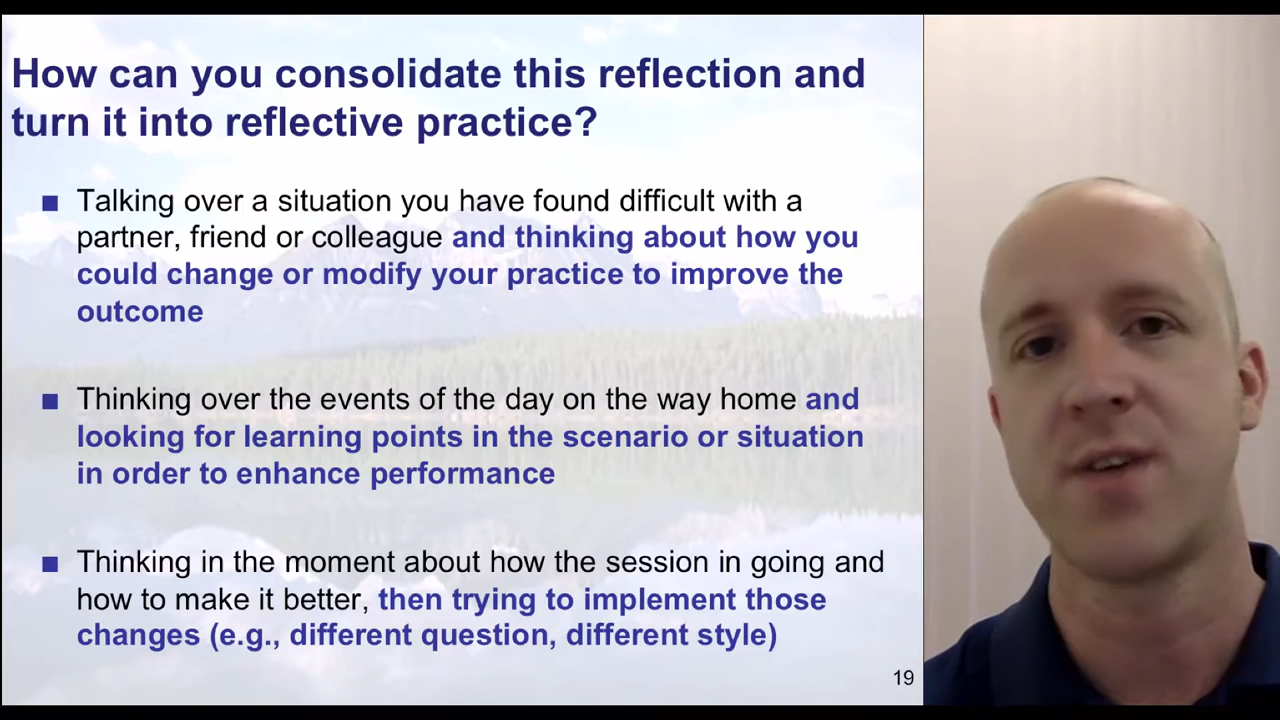 How can you consolidate this reflection and
turn it into reflective practice?
■ Talking over a situation you have found difficult with a
partner, friend or colleague and thinking about how you
could change or modify your practice to improve the
outcome
■ Thinking over the events of the day on the way home and
looking for learning points in the scenario or situation
in order to enhance performance
■ Thinking in the moment about how the session in going and
how to make it better, then trying to implement those
changes (e.g., different question, different style)
19